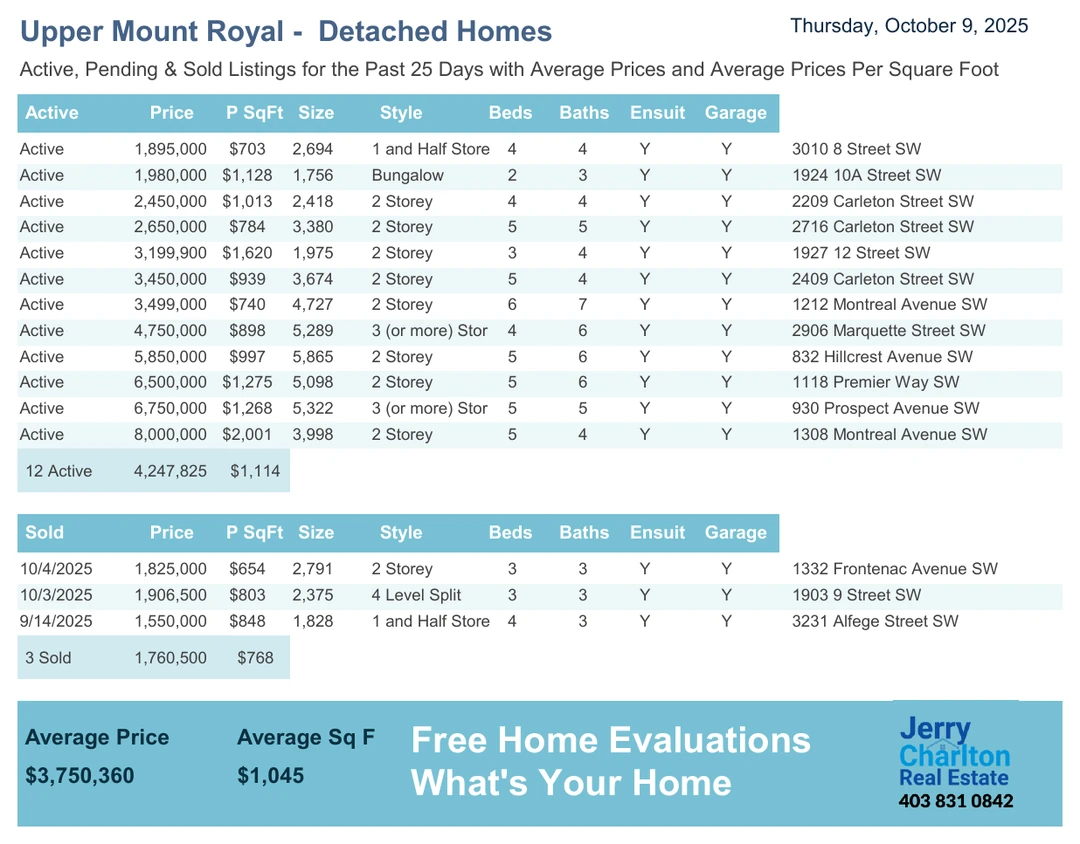 Upper Mount Royal - Detached Homes
Thursday, October 9, 2025
Active, Pending & Sold Listings for the Past 25 Days with Average Prices and Average Prices Per Square Foot
Active Price P SqFt Size Style Beds Baths Ensuit Garage
Active 1,895,000 $703 2,694 1 and Half Store 4 4 Y Y 3010 8 Street SW
Active 1,980,000 $1,128 1,756 Bungalow 2 3 Y Y 1924 10A Street SW
Active 2,450,000 $1,013 2,418 2 Storey 4 4 Y Y 2209 Carleton Street SW
Active 2,650,000 $784 3,380 2 Storey 5 5 Y Y 2716 Carleton Street SW
Active 3,199,900 $1,620 1,975 2 Storey 3 4 Y Y 1927 12 Street SW
Active 3,450,000 $939 3,674 2 Storey 5 4 Y Y 2409 Carleton Street SW
Active 3,499,000 $740 4,727 2 Storey 6 7 Y Y 1212 Montreal Avenue SW
Active 4,750,000 $898 5,289 3 (or more) Stor 4 6 Y Y 2906 Marquette Street SW
Active 5,850,000 $997 5,865 2 Storey 5 6 Y Y 832 Hillcrest Avenue SW
Active 6,500,000 $1,275 5,098 2 Storey 5 6 Y Y 1118 Premier Way SW
Active 6,750,000 $1,268 5,322 3 (or more) Stor 5 5 Y Y 930 Prospect Avenue SW
Active 8,000,000 $2,001 3,998 2 Storey 5 4 Y Y 1308 Montreal Avenue SW
12 Active 4,247,825 $1,114
Sold Price P SqFt Size Style Beds Baths Ensuit Garage
10/4/2025 1,825,000 $654 2,791 2 Storey 3 3 Y Y 1332 Frontenac Avenue SW
10/3/2025 1,906,500 $803 2,375 4 Level Split 3 3 Y Y 1903 9 Street SW
9/14/2025 1,550,000 $848 1,828 1 and Half Store 4 3 Y Y 3231 Alfege Street SW
3 Sold 1,760,500 $768
Average Price Average Sq F
$3,750,360 $1,045
Free Home Evaluations
What's Your Home
Jerry
Charlton
Real Estate
403 831 0842